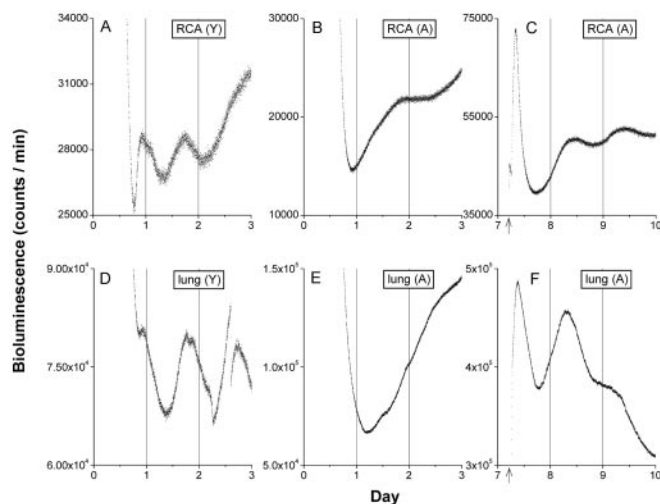 A RCA (Y)
B RCA (A)
C RCA (A)
34000
31000
28000
25000
0 1 2 3
30000
20000
10000
0 1 2 3
75000
55000
35000
7 8 9 10
Bioluminescence (counts / min)
D lung (Y)
E lung (A)
F lung (A)
9.00x10⁴
7.50x10⁴
6.00x10⁴
0 1 2 3
1.5x10⁵
1.0x10⁵
5.0x10⁴
0 1 2 3
5x10⁵
4x10⁵
3x10⁵
7 8 9 10
Day